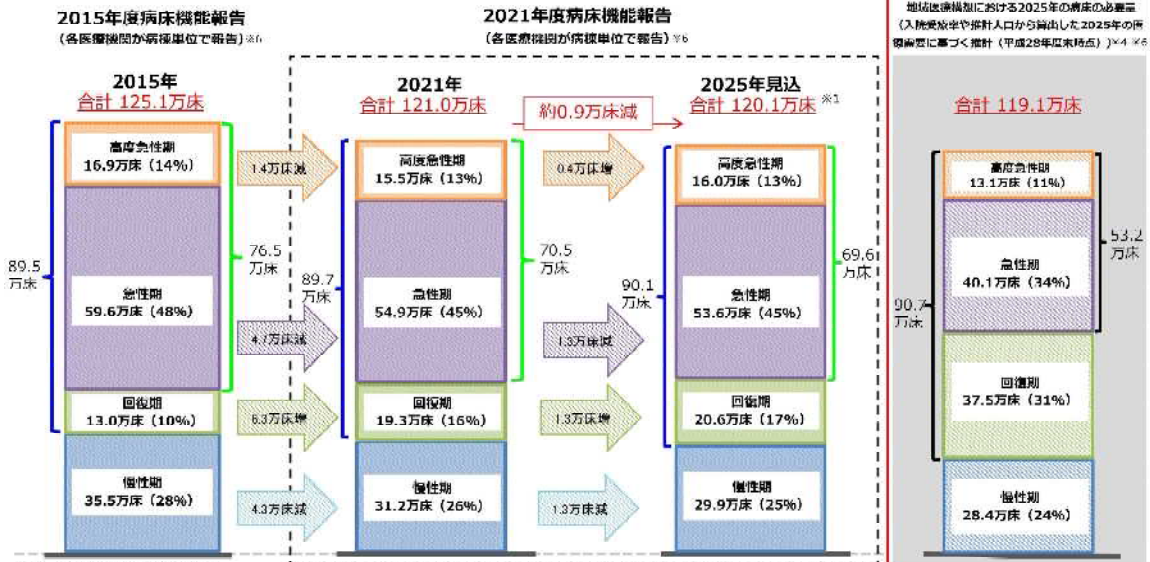 2015年度病床機能報告
(各医療機関が病棟単位で報告)※6
2021年度病床機能報告
(各医療機関が病棟単位で報告)※6
地域医療構想における2025年の病床の必要量
(入院受療率や推計人口から算出した2025年の医
療需要に基づく推計(平成28年度末時点))※4 ※6
2015年
合計 125.1万床
2021年
合計 121.0万床
約0.9万床減
2025年見込
合計 120.1万床 ※1
合計 119.1万床
高度急性期
16.9万床(14%)
急性期
59.6万床(48%)
回復期
13.0万床(10%)
慢性期
35.5万床(28%)
89.5
万床
76.5
万床
1.4万床減
4.7万床減
6.3万床増
4.3万床減
高度急性期
15.5万床(13%)
急性期
54.9万床(45%)
回復期
19.3万床(16%)
慢性期
31.2万床(26%)
89.7
万床
70.5
万床
0.4万床増
1.3万床減
1.3万床増
1.3万床減
高度急性期
16.0万床(13%)
急性期
53.6万床(45%)
回復期
20.6万床(17%)
慢性期
29.9万床(25%)
90.1
万床
69.6
万床
高度急性期
13.1万床(11%)
急性期
40.1万床(34%)
回復期
37.5万床(31%)
慢性期
28.4万床(24%)
90.7
万床
53.2
万床